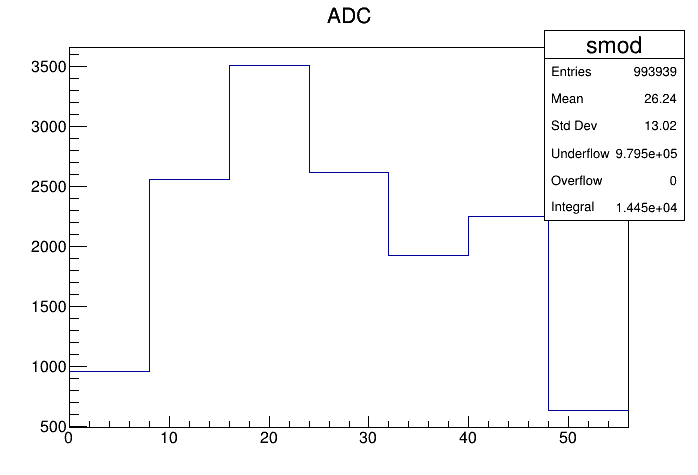 ADC
smod
Entries 993939
Mean 26.24
Std Dev 13.02
Underflow 9.795e+05
Overflow 0
Integral 1.445e+04
3500
3000
2500
2000
1500
1000
500
0 10 20 30 40 50